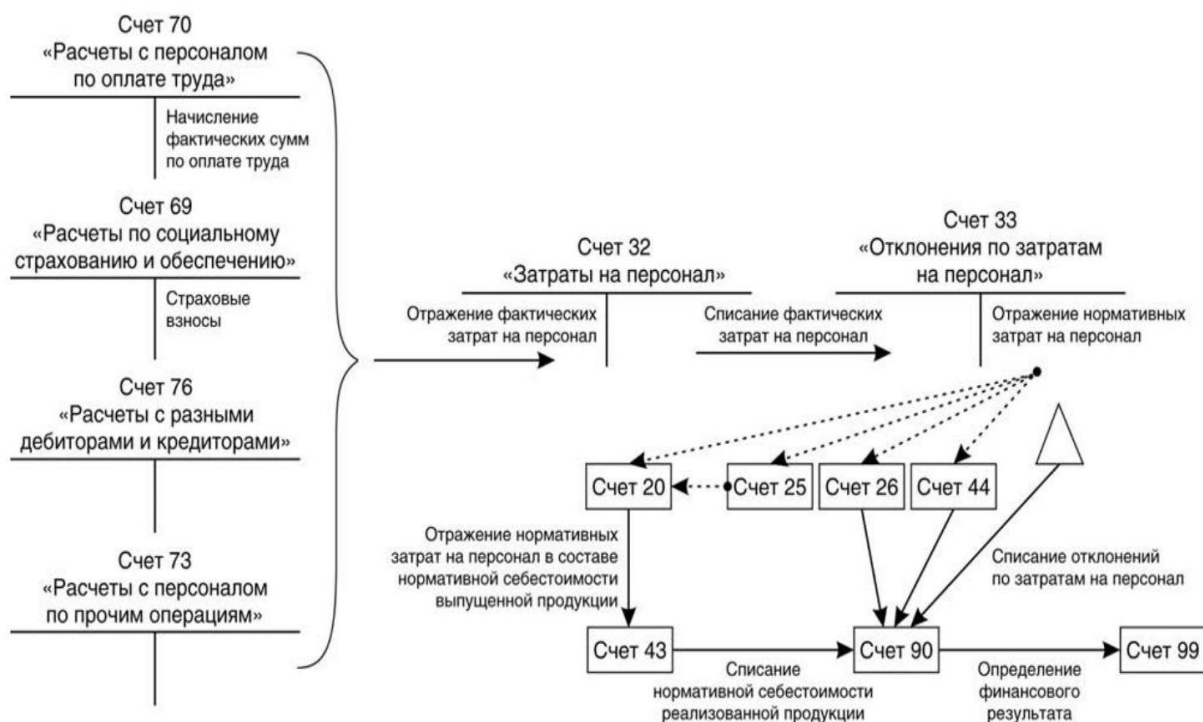 Счет 70
«Расчеты с персоналом
по оплате труда»
Начисление
фактических сумм
по оплате труда
Счет 69
«Расчеты по социальному
страхованию и обеспечению»
Страховые
взносы
Счет 76
«Расчеты с разными
дебиторами и кредиторами»
Счет 73
«Расчеты с персоналом
по прочим операциям»
Счет 32
«Затраты на персонал»
Отражение фактических
затрат на персонал
Списание фактических
затрат на персонал
Счет 33
«Отклонения по затратам
на персонал»
Отражение нормативных
затрат на персонал
Счет 20
Счет 25
Счет 26
Счет 44
Отражение нормативных
затрат на персонал в составе
нормативной себестоимости
выпущенной продукции
Списание отклонений
по затратам на персонал
Счет 43
Списание
нормативной себестоимости
реализованной продукции
Счет 90
Определение
финансового
результата
Счет 99